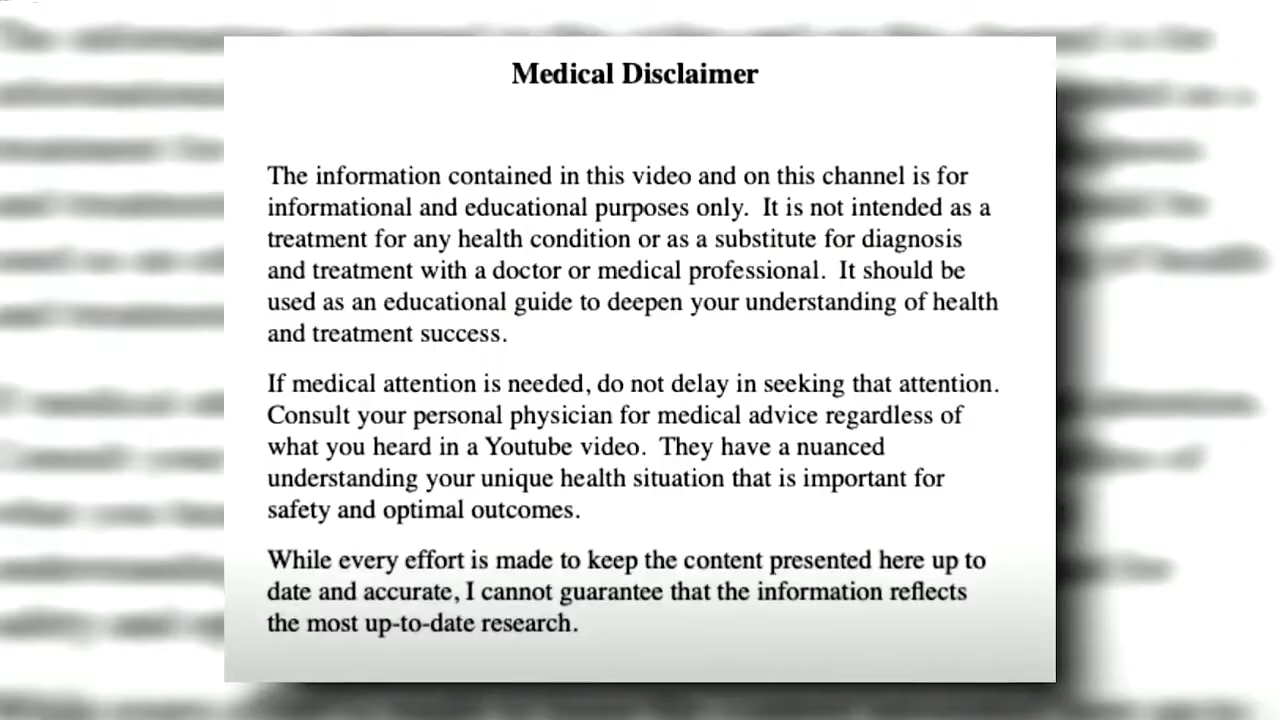 Medical Disclaimer
The information contained in this video and on this channel is for
informational and educational purposes only.  It is not intended as a
treatment for any health condition or as a substitute for diagnosis
and treatment with a doctor or medical professional.  It should be
used as an educational guide to deepen your understanding of health
and treatment success.
If medical attention is needed, do not delay in seeking that attention.
Consult your personal physician for medical advice regardless of
what you heard in a Youtube video.  They have a nuanced
understanding your unique health situation that is important for
safety and optimal outcomes.
While every effort is made to keep the content presented here up to
date and accurate, I cannot guarantee that the information reflects
the most up-to-date research.